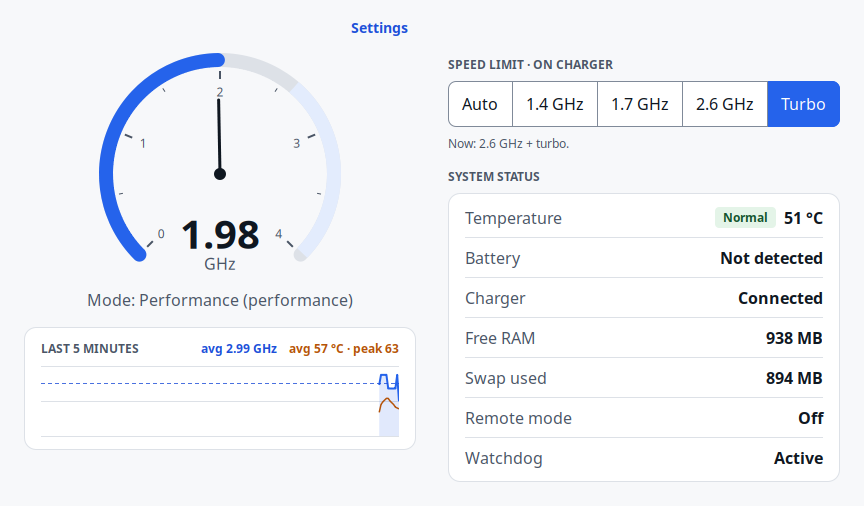 Settings
2
1
3
0
4
1.98
GHz
Mode: Performance (performance)
LAST 5 MINUTES avg 2.99 GHz avg 57 °C · peak 63
SPEED LIMIT · ON CHARGER
Auto 1.4 GHz 1.7 GHz 2.6 GHz Turbo
Now: 2.6 GHz + turbo.
SYSTEM STATUS
Temperature Normal 51 °C
Battery Not detected
Charger Connected
Free RAM 938 MB
Swap used 894 MB
Remote mode Off
Watchdog Active